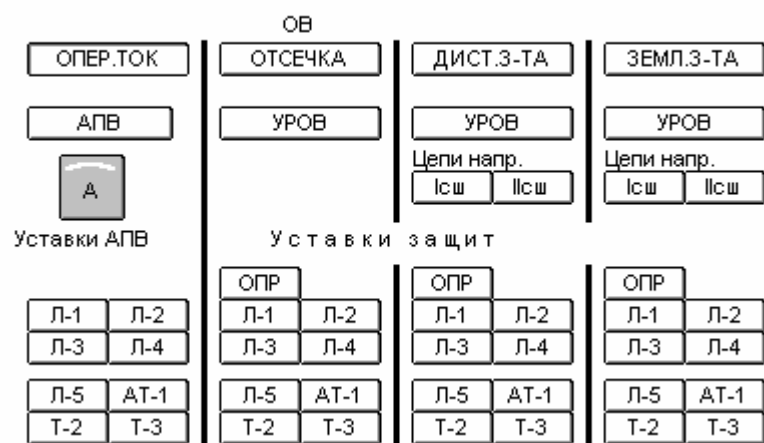 ОВ
ОПЕР.ТОК ОТСЕЧКА ДИСТ.З-ТА ЗЕМЛ.З-ТА
АПВ УРОВ УРОВ УРОВ
Цепи напр. Цепи напр.
А Iсш IIсш Iсш IIсш
Уставки АПВ Уставки защит
ОПР ОПР ОПР
Л-1 Л-2 Л-1 Л-2 Л-1 Л-2 Л-1 Л-2
Л-3 Л-4 Л-3 Л-4 Л-3 Л-4 Л-3 Л-4
Л-5 АТ-1 Л-5 АТ-1 Л-5 АТ-1 Л-5 АТ-1
Т-2 Т-3 Т-2 Т-3 Т-2 Т-3 Т-2 Т-3